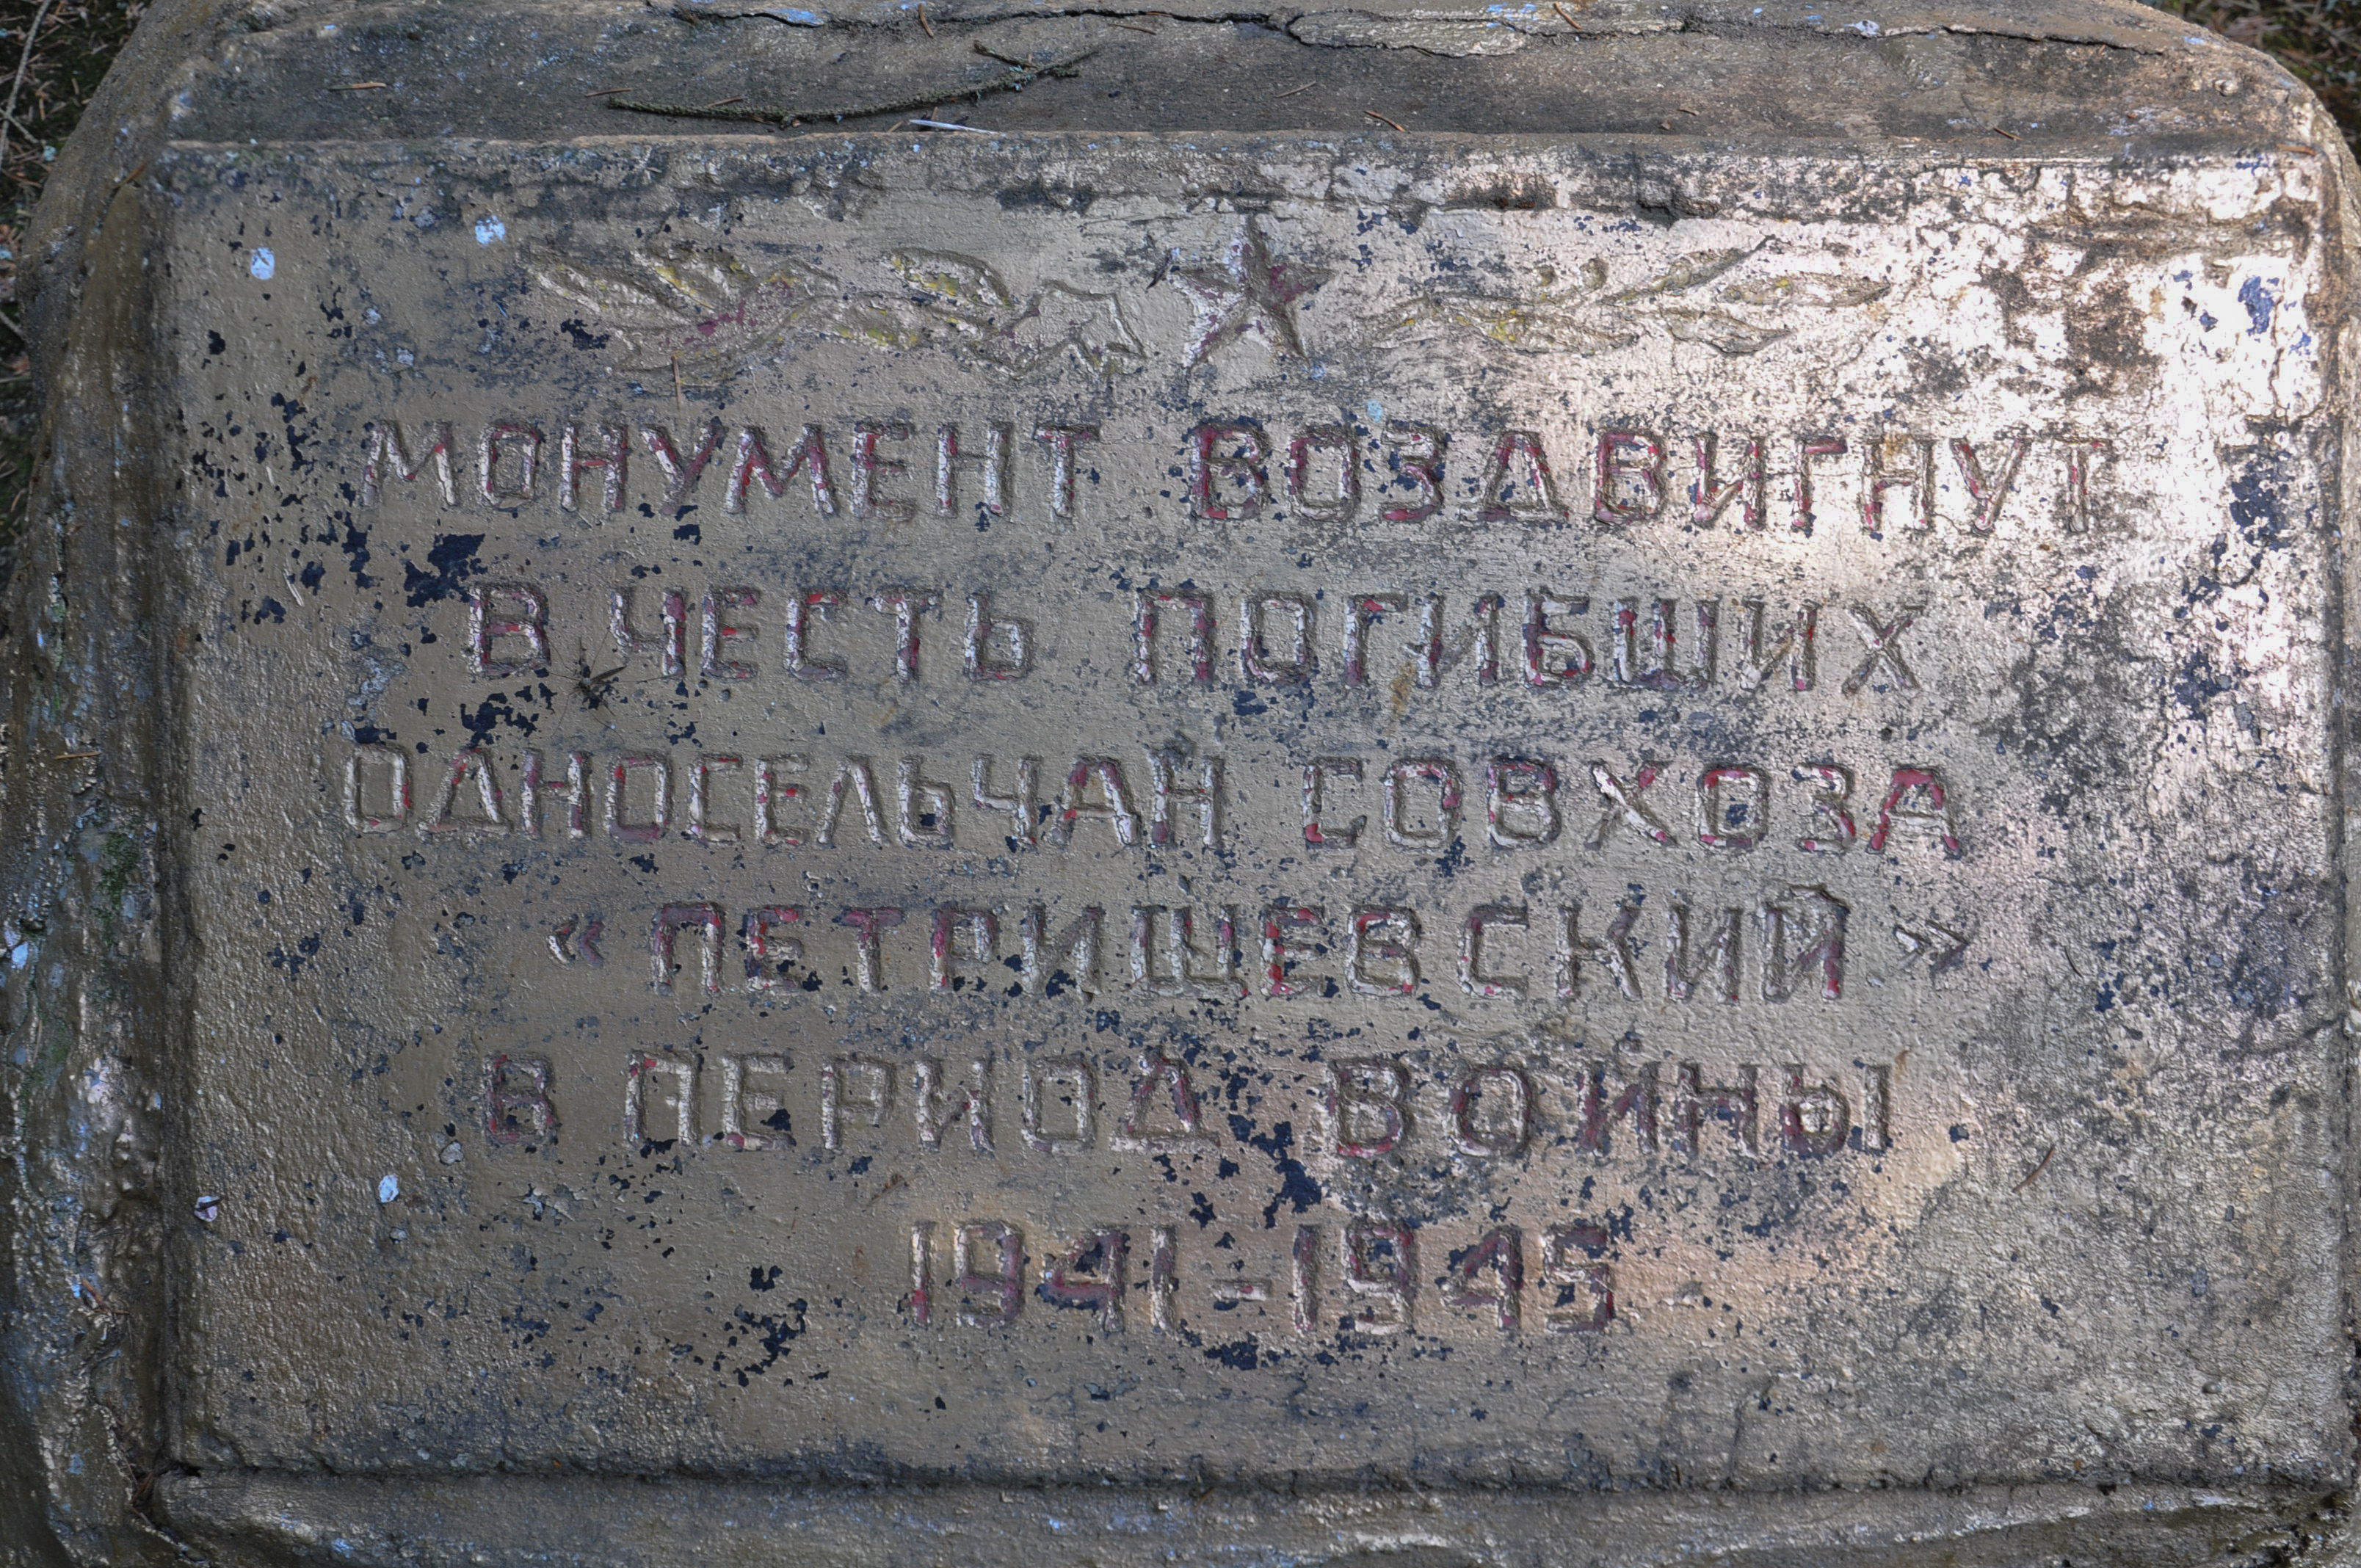 МОНУМЕНТ ВОЗДВИГНУТ
В ЧЕСТЬ ПОГИБШИХ
ОДНОСЕЛЬЧАН СОВХОЗА
«ПЕТРИЩЕВСКИЙ»
В ПЕРИОД ВОЙНЫ
1941-1945